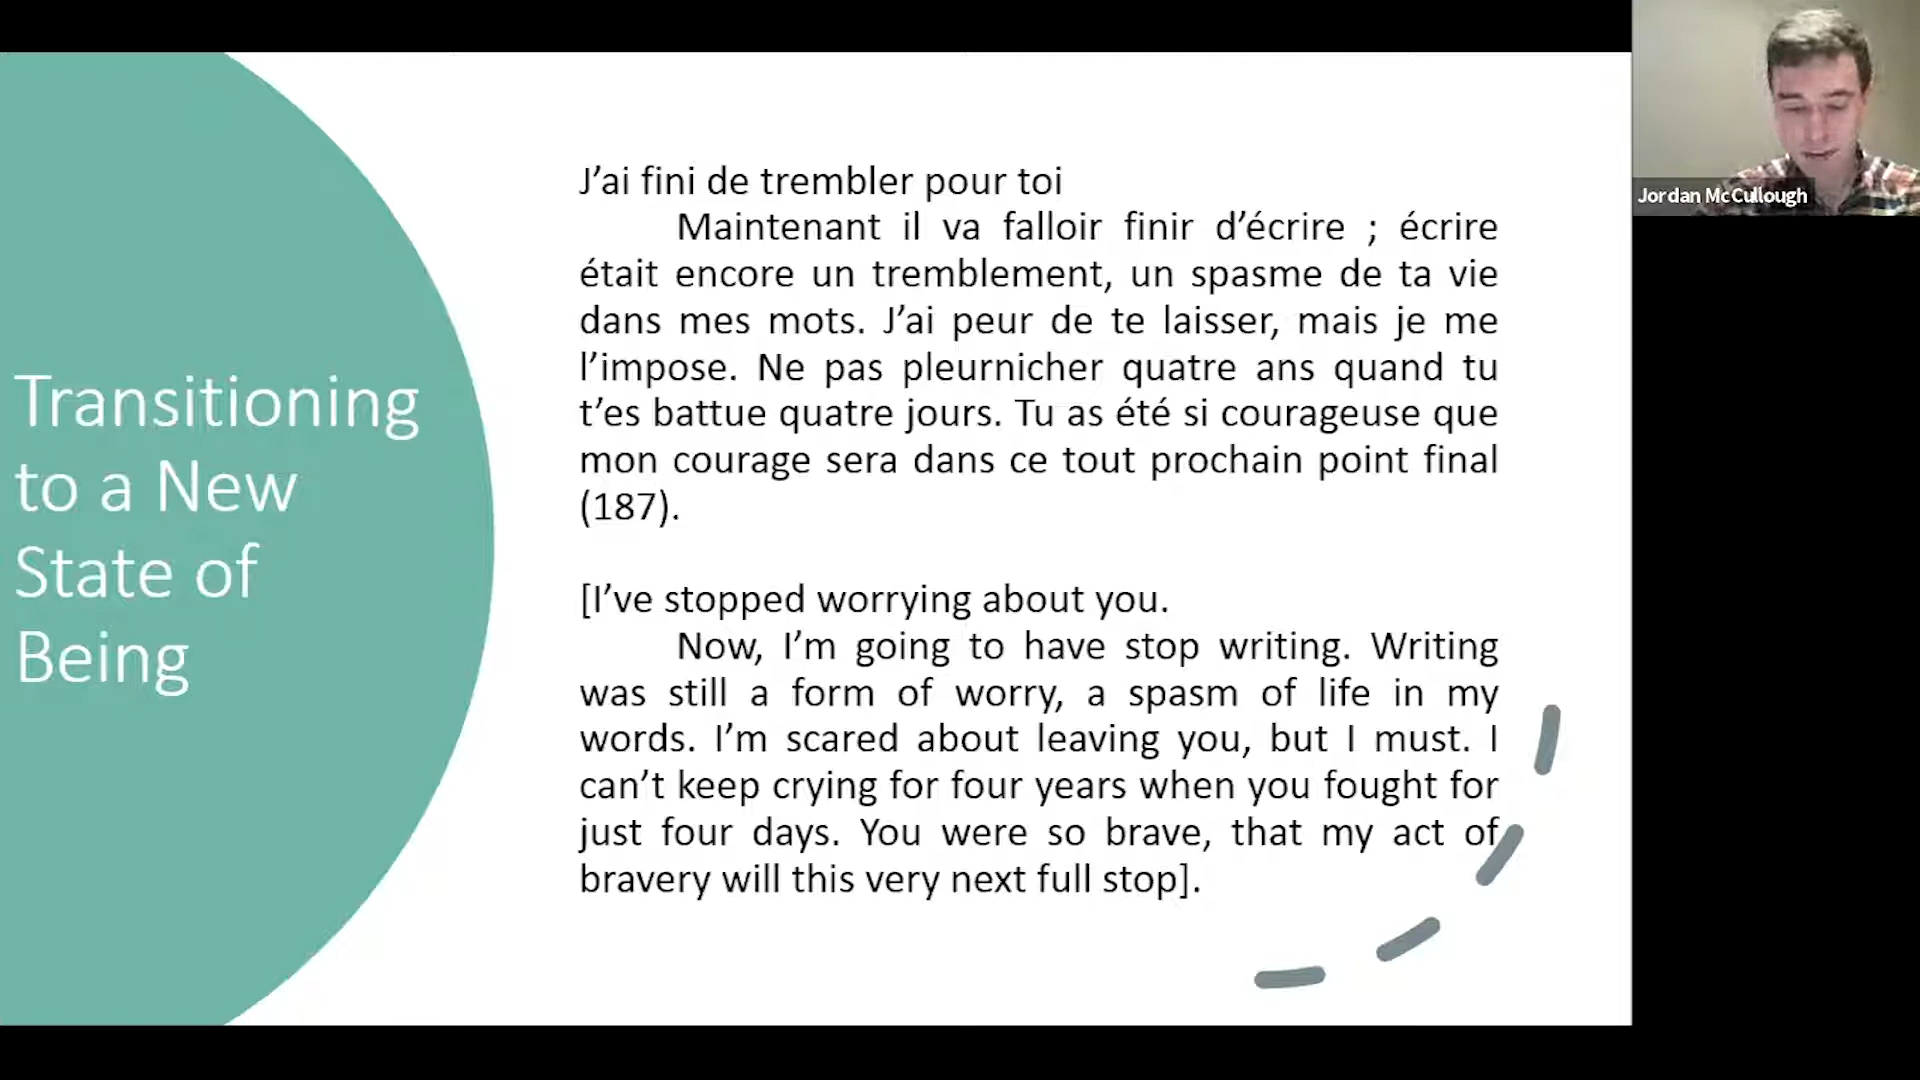 Transitioning
to a New
State of
Being
J’ai fini de trembler pour toi
Maintenant il va falloir finir d’écrire ; écrire
était encore un tremblement, un spasme de ta vie
dans mes mots. J’ai peur de te laisser, mais je me
l’impose. Ne pas pleurnicher quatre ans quand tu
t’es battue quatre jours. Tu as été si courageuse que
mon courage sera dans ce tout prochain point final
(187).
[I’ve stopped worrying about you.
Now, I’m going to have stop writing. Writing
was still a form of worry, a spasm of life in my
words. I’m scared about leaving you, but I must. I
can’t keep crying for four years when you fought for
just four days. You were so brave, that my act of
bravery will this very next full stop].
Jordan McCullough